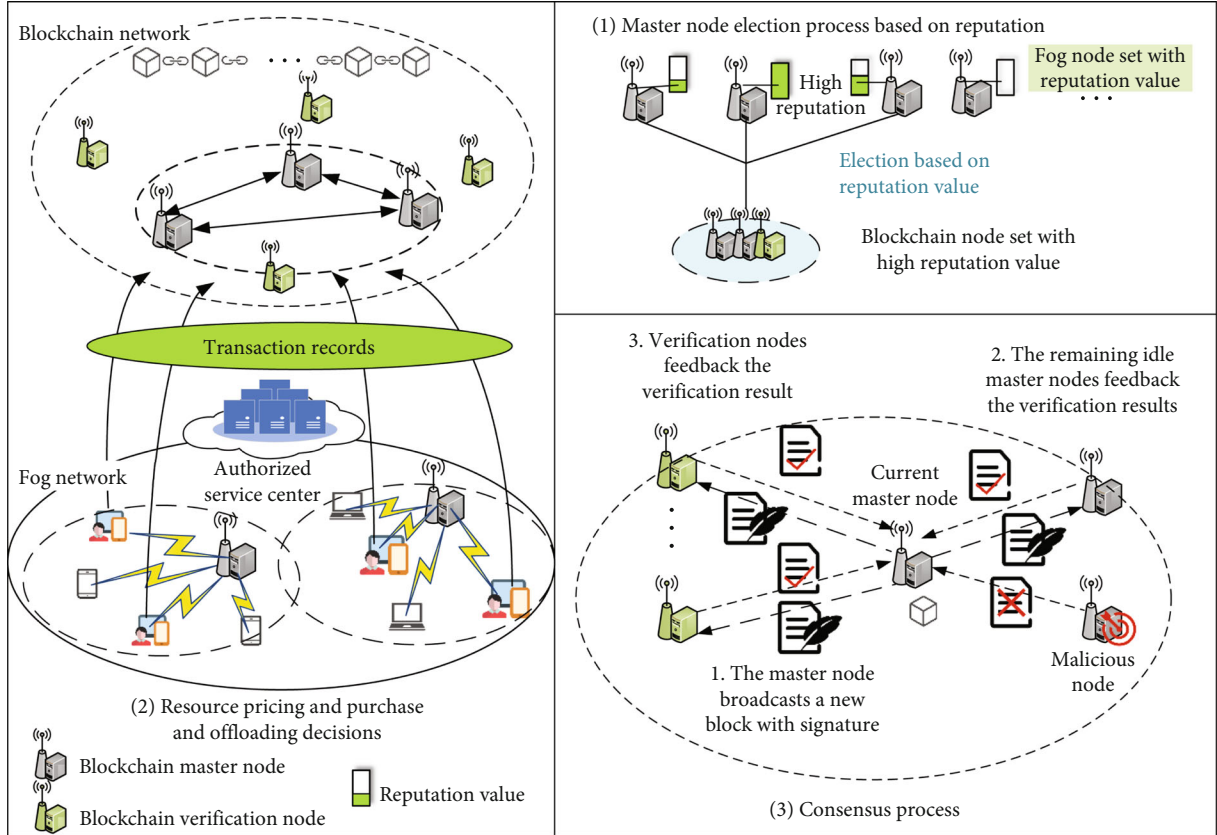 Blockchain network
Transaction records
Fog network
Authorized
service center
(2) Resource pricing and purchase
and offloading decisions
Blockchain master node
Blockchain verification node
Reputation value
(1) Master node election process based on reputation
High
reputation
Fog node set with
reputation value
Election based on
reputation value
Blockchain node set with
high reputation value
3. Verification nodes
feedback the
verification result
2. The remaining idle
master nodes feedback
the verification results
Current
master node
1. The master node
broadcasts a new
block with signature
Malicious
node
(3) Consensus process